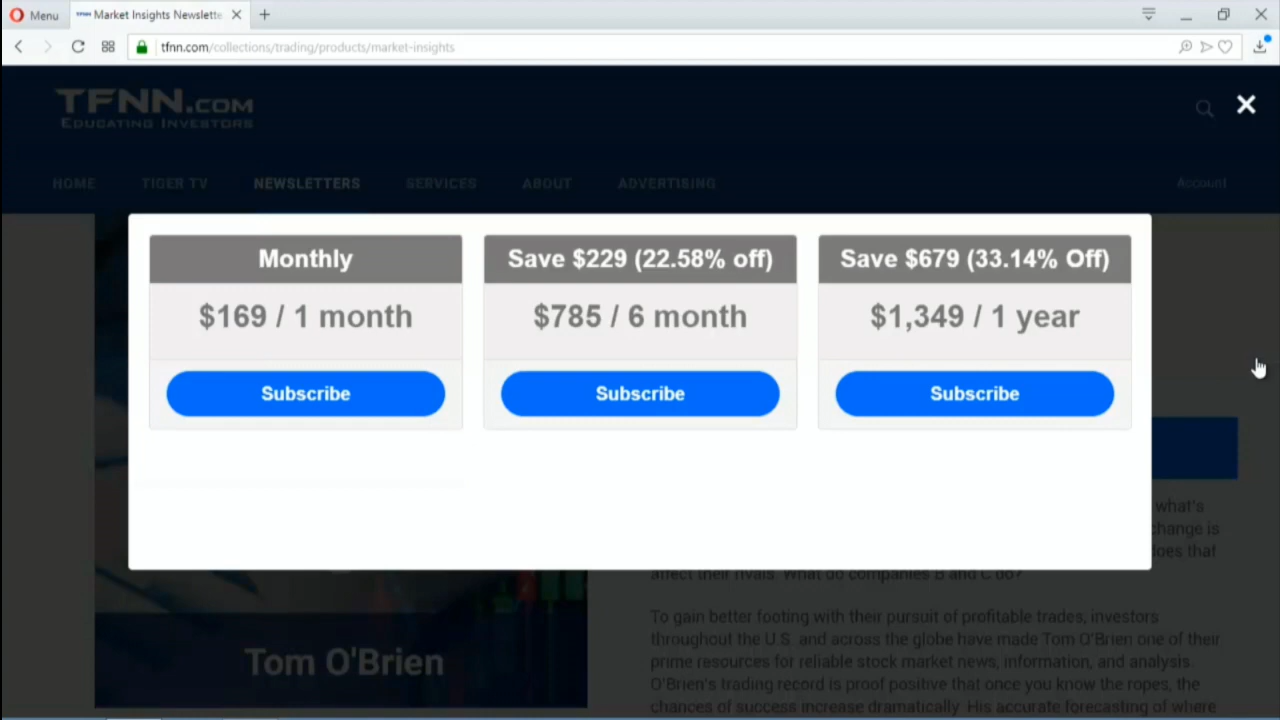 Menu
TFNN Market Insights Newslette
tfnn.com/collections/trading/products/market-insights
TFNN.COM
EDUCATING INVESTORS
HOME TIGER TV NEWSLETTERS SERVICES ABOUT ADVERTISING Account
Monthly
$169 / 1 month
Subscribe
Save $229 (22.58% off)
$785 / 6 month
Subscribe
Save $679 (33.14% Off)
$1,349 / 1 year
Subscribe
Tom O'Brien
what's
change is
does that
affect their rivals. What do companies B and C do?
To gain better footing with their pursuit of profitable trades, investors
throughout the U.S. and across the globe have made Tom O'Brien one of their
prime resources for reliable stock market news, information, and analysis.
O'Brien's trading record is proof positive that once you know the ropes, the
chances of success increase dramatically. His accurate forecasting of where